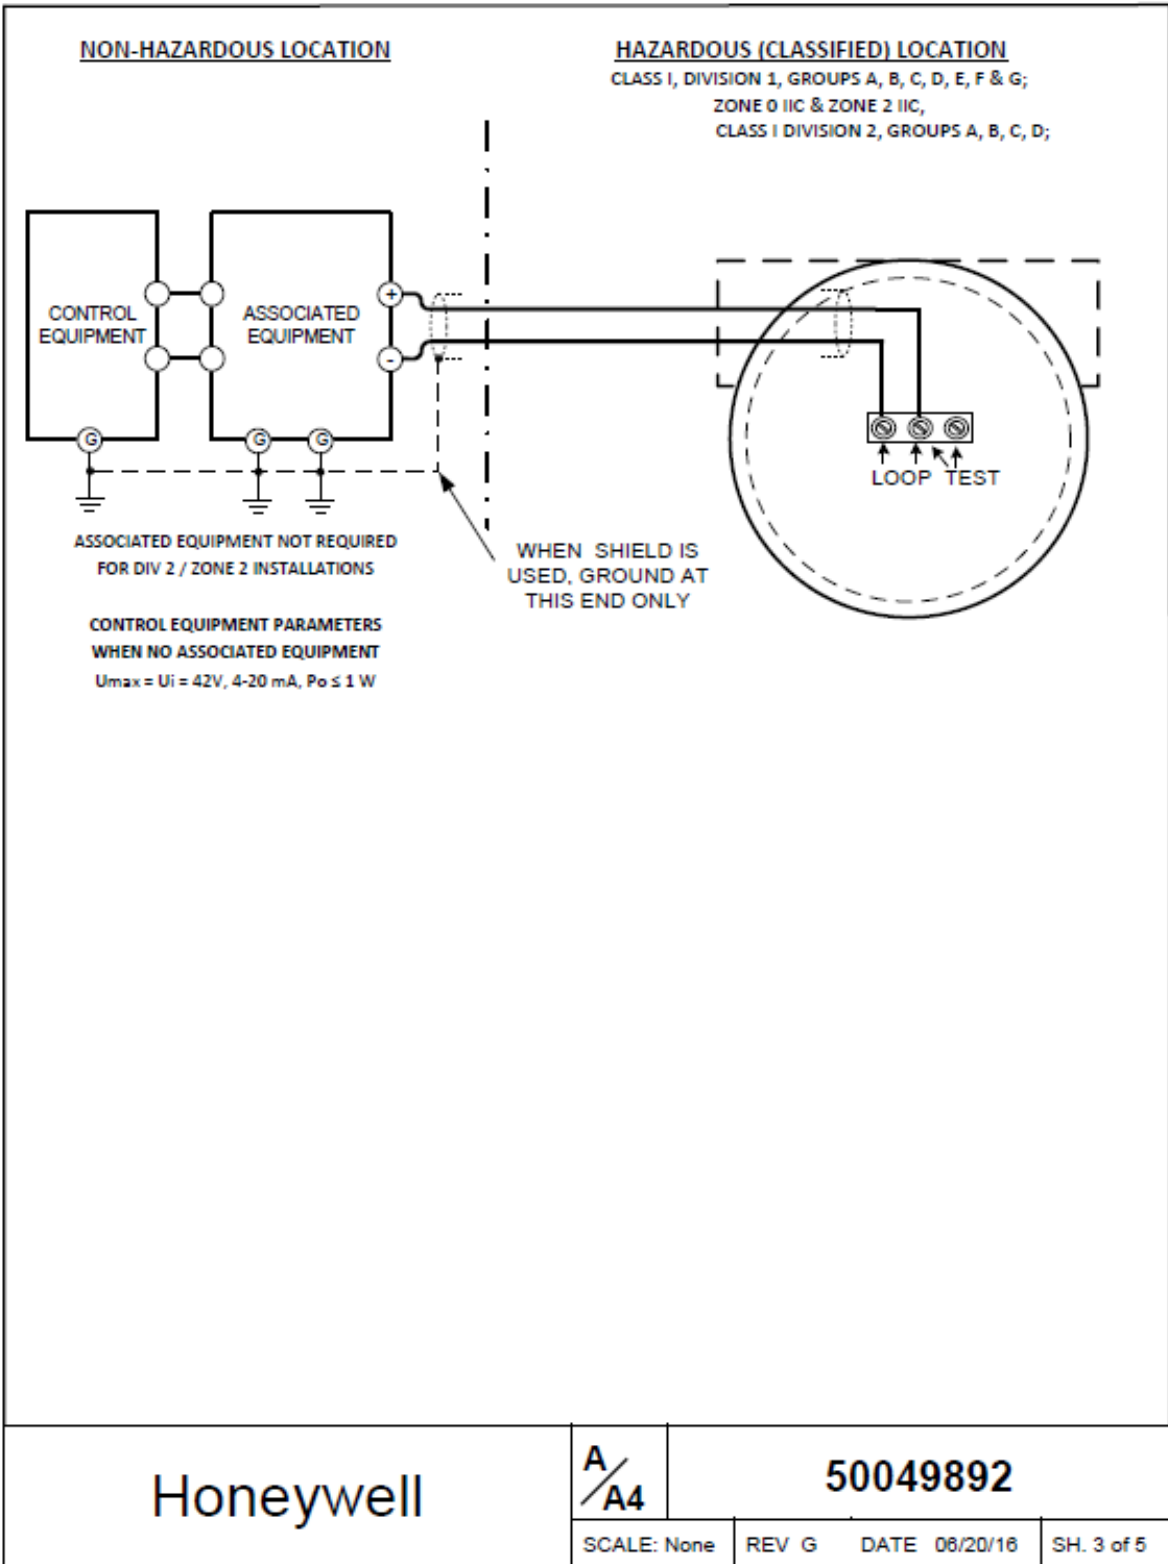 NON-HAZARDOUS LOCATION
HAZARDOUS (CLASSIFIED) LOCATION
CLASS I, DIVISION 1, GROUPS A, B, C, D, E, F & G;
ZONE 0 IIC & ZONE 2 IIC,
CLASS I DIVISION 2, GROUPS A, B, C, D;
CONTROL
EQUIPMENT
ASSOCIATED
EQUIPMENT
+
-
G
G
G
LOOP TEST
ASSOCIATED EQUIPMENT NOT REQUIRED
FOR DIV 2 / ZONE 2 INSTALLATIONS
WHEN SHIELD IS
USED, GROUND AT
THIS END ONLY
CONTROL EQUIPMENT PARAMETERS
WHEN NO ASSOCIATED EQUIPMENT
Umax = Ui = 42V, 4-20 mA, Po ≤ 1 W
Honeywell
A/A4
50049892
SCALE: None
REV G
DATE 06/20/16
SH. 3 of 5